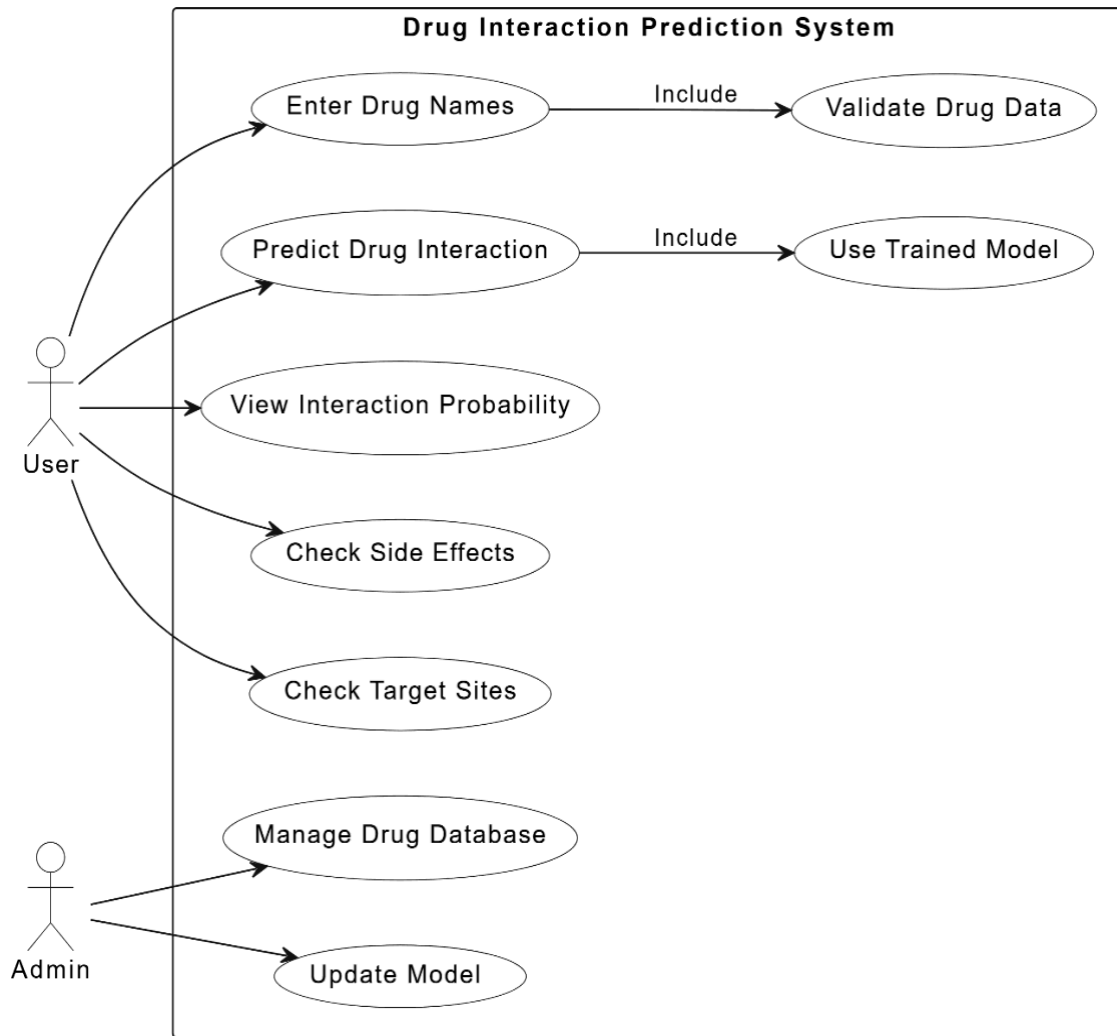 Drug Interaction Prediction System
Enter Drug Names
Include
Validate Drug Data
Predict Drug Interaction
Include
Use Trained Model
View Interaction Probability
User
Check Side Effects
Check Target Sites
Manage Drug Database
Admin
Update Model